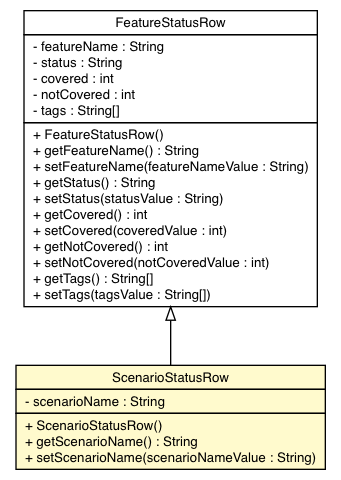 FeatureStatusRow
- featureName : String
- status : String
- covered : int
- notCovered : int
- tags : String[]
+ FeatureStatusRow()
+ getFeatureName() : String
+ setFeatureName(featureNameValue : String)
+ getStatus() : String
+ setStatus(statusValue : String)
+ getCovered() : int
+ setCovered(coveredValue : int)
+ getNotCovered() : int
+ setNotCovered(notCoveredValue : int)
+ getTags() : String[]
+ setTags(tagsValue : String[])
ScenarioStatusRow
- scenarioName : String
+ ScenarioStatusRow()
+ getScenarioName() : String
+ setScenarioName(scenarioNameValue : String)